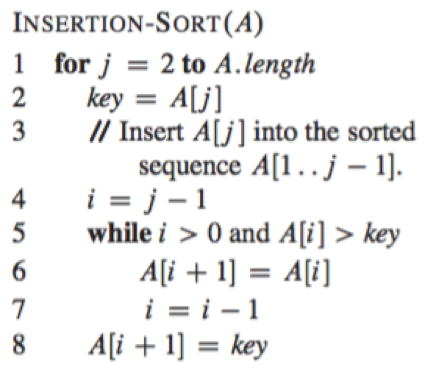 INSERTION-SORT(A)
1 for j = 2 to A.length
2 key = A[j]
3 // Insert A[j] into the sorted
sequence A[1 . . j − 1].
4 i = j − 1
5 while i > 0 and A[i] > key
6 A[i + 1] = A[i]
7 i = i − 1
8 A[i + 1] = key